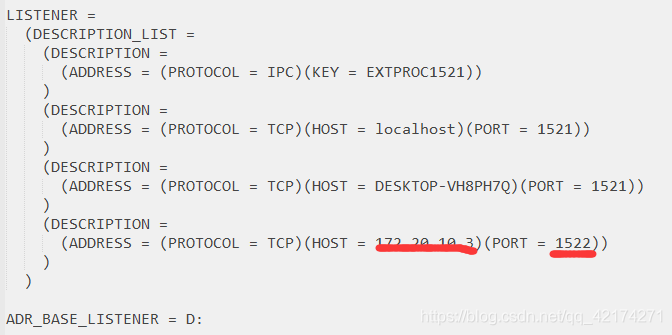 LISTENER =
(DESCRIPTION_LIST =
(DESCRIPTION =
(ADDRESS = (PROTOCOL = IPC)(KEY = EXTPROC1521))
)
(DESCRIPTION =
(ADDRESS = (PROTOCOL = TCP)(HOST = localhost)(PORT = 1521))
)
(DESCRIPTION =
(ADDRESS = (PROTOCOL = TCP)(HOST = DESKTOP-VH8PH7Q)(PORT = 1521))
)
(DESCRIPTION =
(ADDRESS = (PROTOCOL = TCP)(HOST = 172.20.10.3)(PORT = 1522))
)
)
ADR_BASE_LISTENER = D:
https://blog.csdn.net/qq_42174271